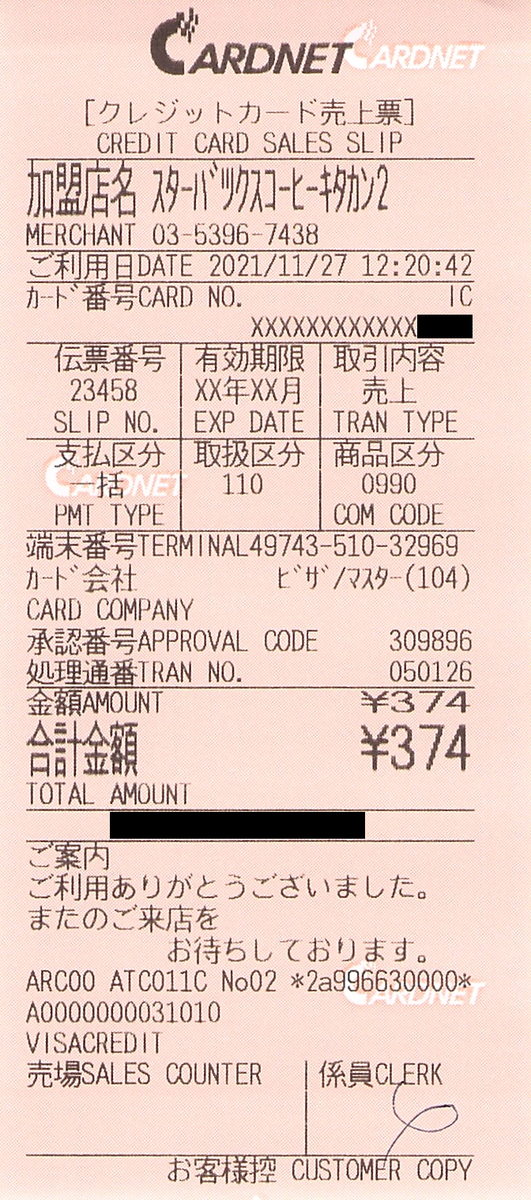 CARDNET CARDNET
[クレジットカード売上票]
CREDIT CARD SALES SLIP
加盟店名 スターバックスコーヒーキタカン2
MERCHANT 03-5396-7438
ご利用日DATE 2021/11/27 12:20:42
カード番号CARD NO. IC
XXXXXXXXXXXX
伝票番号 有効期限 取引内容
23458 XX年XX月 売上
SLIP NO. EXP DATE TRAN TYPE
支払区分 取扱区分 商品区分
CARDNET
一括 110 0990
PMT TYPE COM CODE
端末番号TERMINAL49743-510-32969
カード会社 ビザ/マスター(104)
CARD COMPANY
承認番号APPROVAL CODE 309896
処理通番TRAN NO. 050126
金額AMOUNT ¥374
合計金額 ¥374
TOTAL AMOUNT
ご案内
ご利用ありがとうございました。
またのご来店を
お待ちしております。
ARC00 ATC011C No02 *2a996630000*
CARDNET
A0000000031010
VISACREDIT
売場SALES COUNTER 係員CLERK
お客様控 CUSTOMER COPY